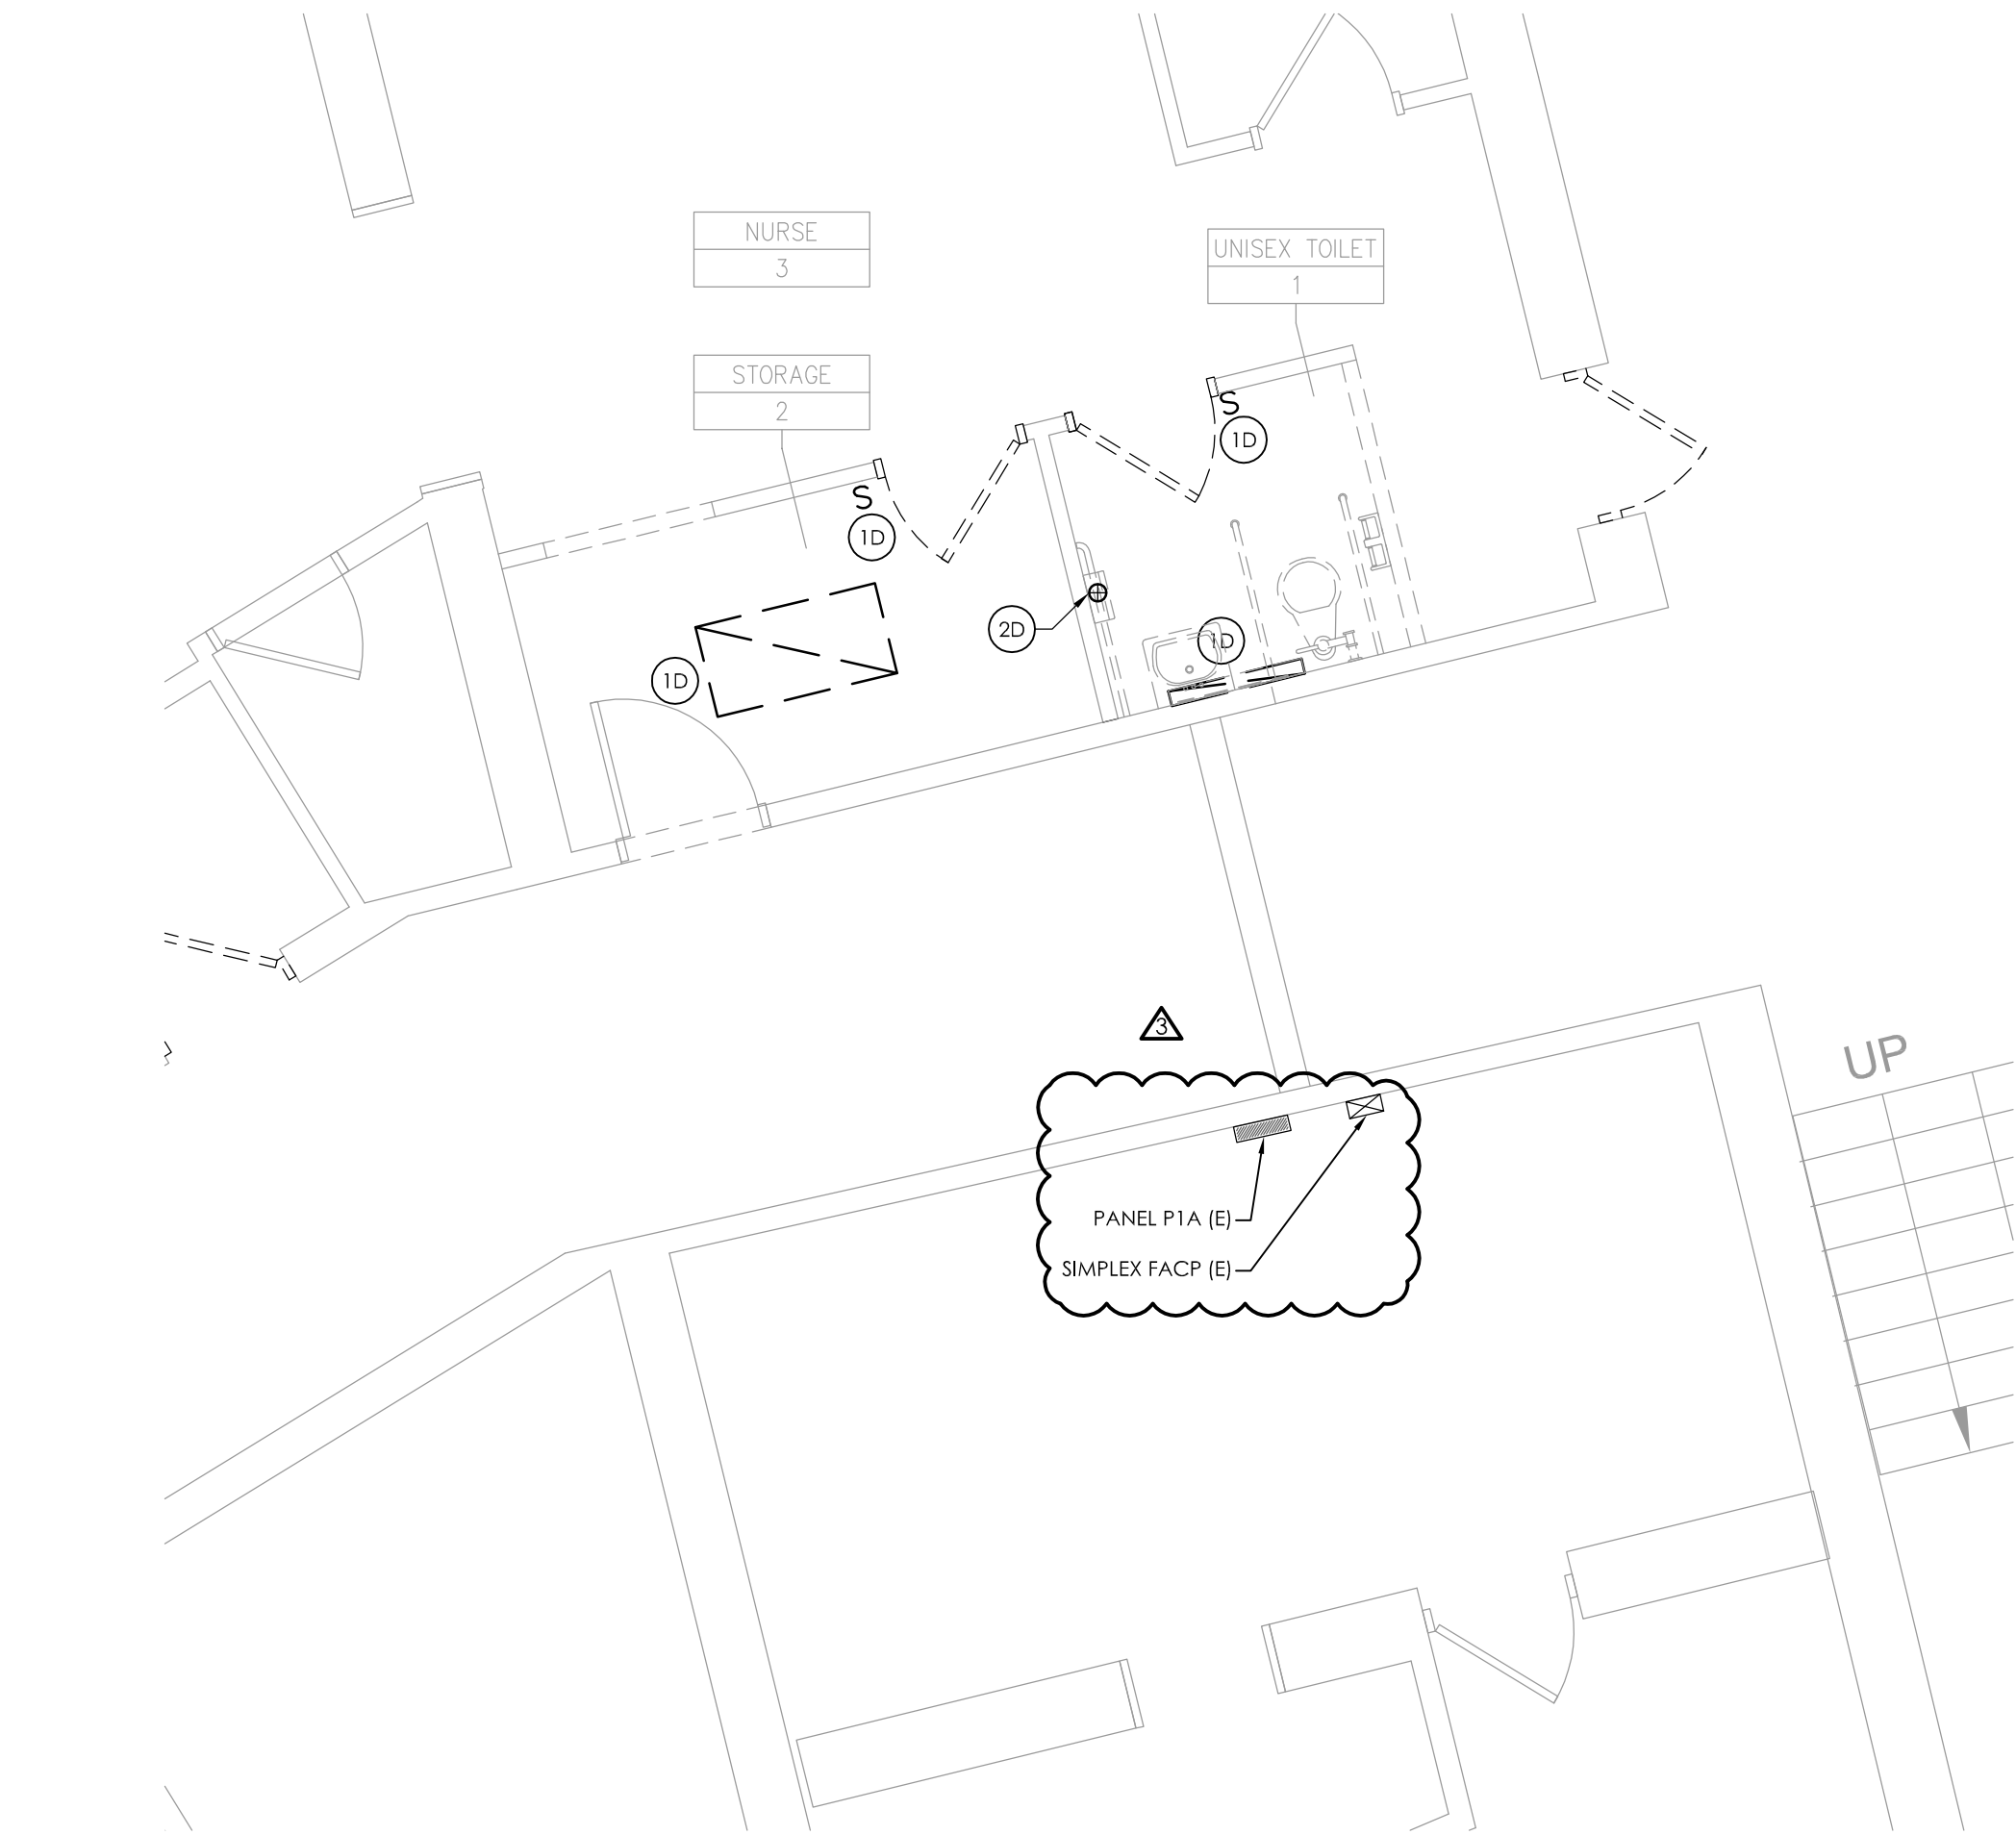 NURSE
3
UNISEX TOILET
1
STORAGE
2
S
1D
S
1D
2D
1D
1D
3
UP
PANEL P1A (E)
SIMPLEX FACP (E)